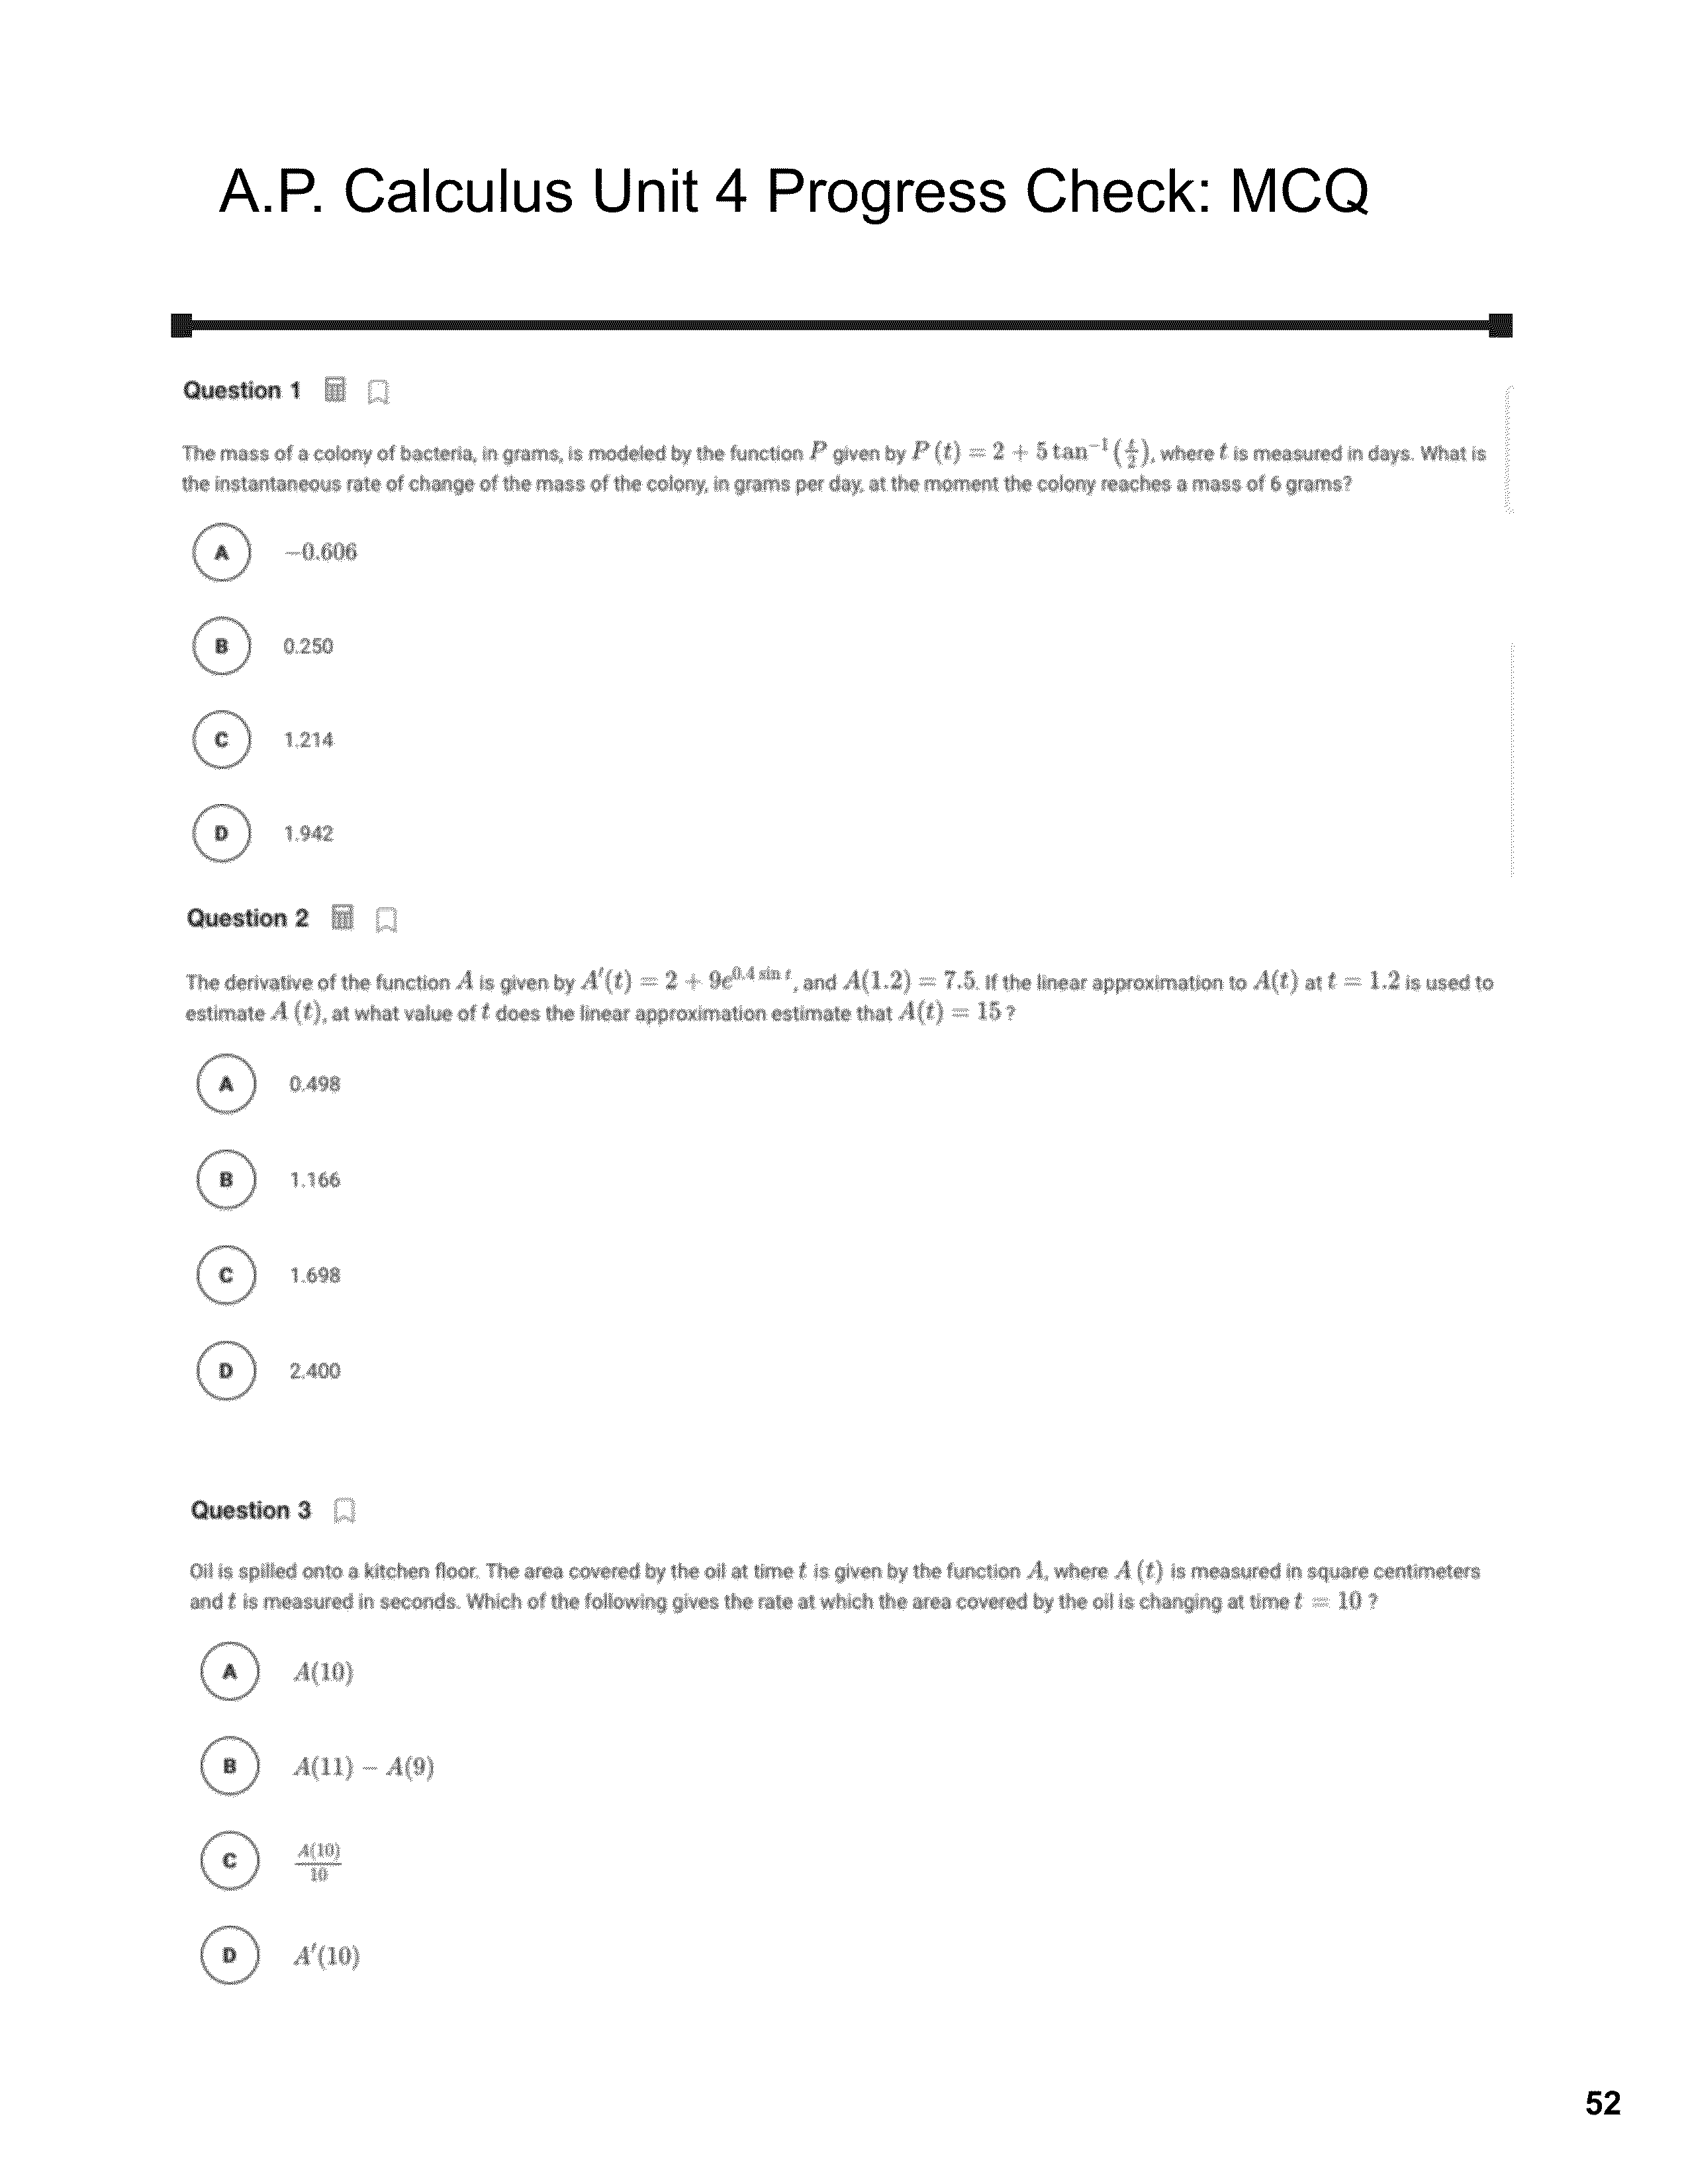 A.P. Calculus Unit 4 Progress Check: MCQ
Question 1
The mass of a colony of bacteria, in grams, is modeled by the function P given by P (t) = 2 + 5 tan⁻¹(t/2), where t is measured in days. What is
the instantaneous rate of change of the mass of the colony, in grams per day, at the moment the colony reaches a mass of 6 grams?
A −0.606
B 0.250
C 1.214
D 1.942
Question 2
The derivative of the function A is given by A′(t) = 2 + 9e^{0.4 sin t}, and A(1.2) = 7.5. If the linear approximation to A(t) at t = 1.2 is used to
estimate A (t), at what value of t does the linear approximation estimate that A(t) = 15 ?
A 0.498
B 1.166
C 1.698
D 2.400
Question 3
Oil is spilled onto a kitchen floor. The area covered by the oil at time t is given by the function A, where A (t) is measured in square centimeters
and t is measured in seconds. Which of the following gives the rate at which the area covered by the oil is changing at time t = 10 ?
A A(10)
B A(11) − A(9)
C A(10)/10
D A′(10)
52